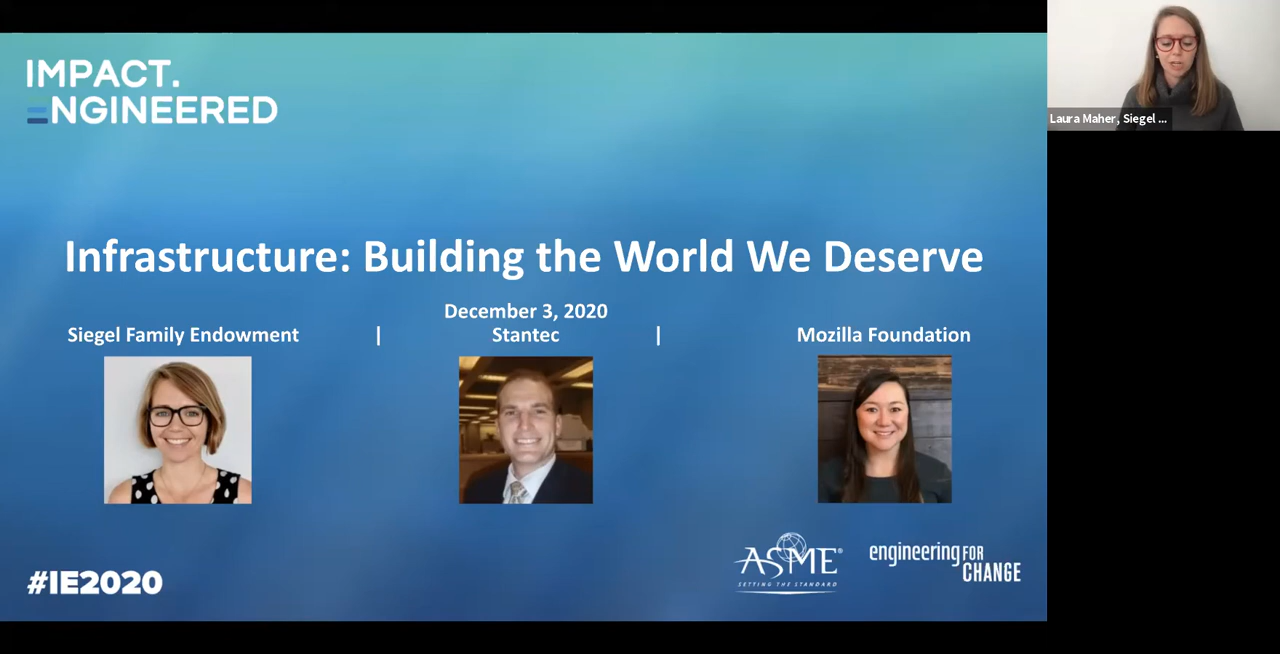 IMPACT.
NGINEERED
Laura Maher, Siegel ...
Infrastructure: Building the World We Deserve
December 3, 2020
Siegel Family Endowment | Stantec | Mozilla Foundation
#IE2020
ASME®
SETTING THE STANDARD
engineering FOR
CHANGE